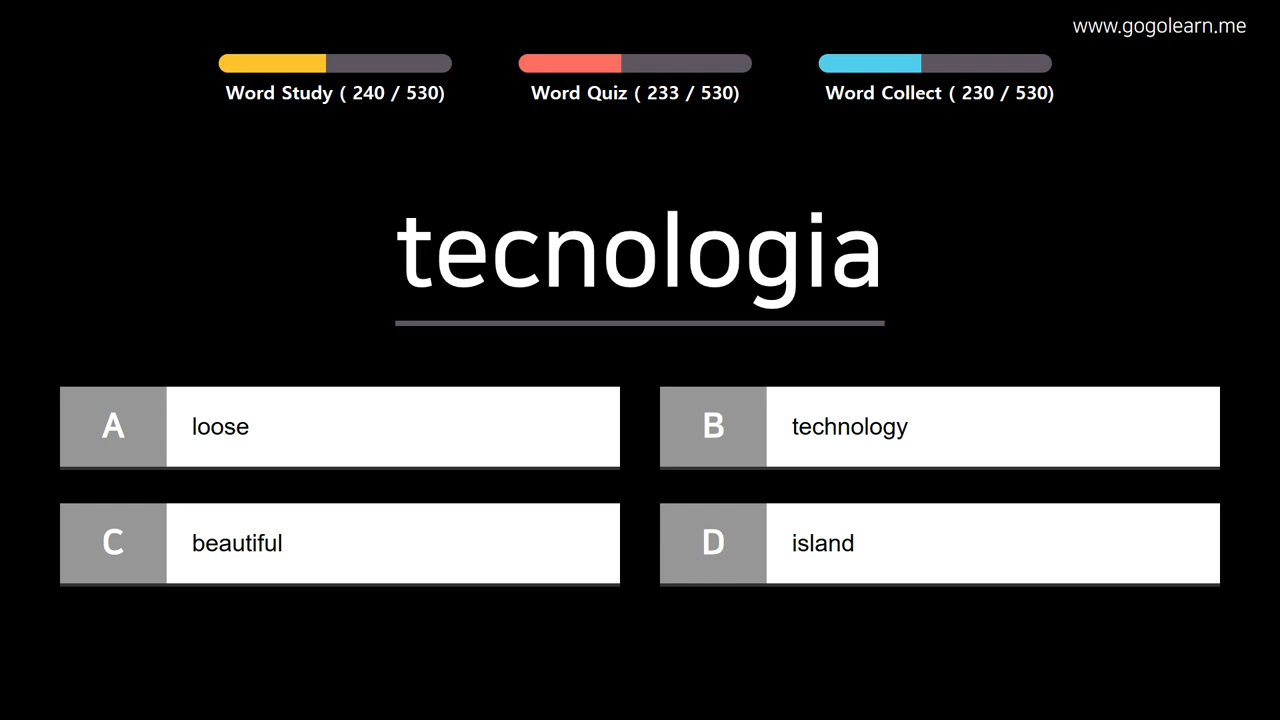 www.gogolearn.me
Word Study ( 240 / 530) Word Quiz ( 233 / 530) Word Collect ( 230 / 530)
tecnologia
A loose B technology
C beautiful D island